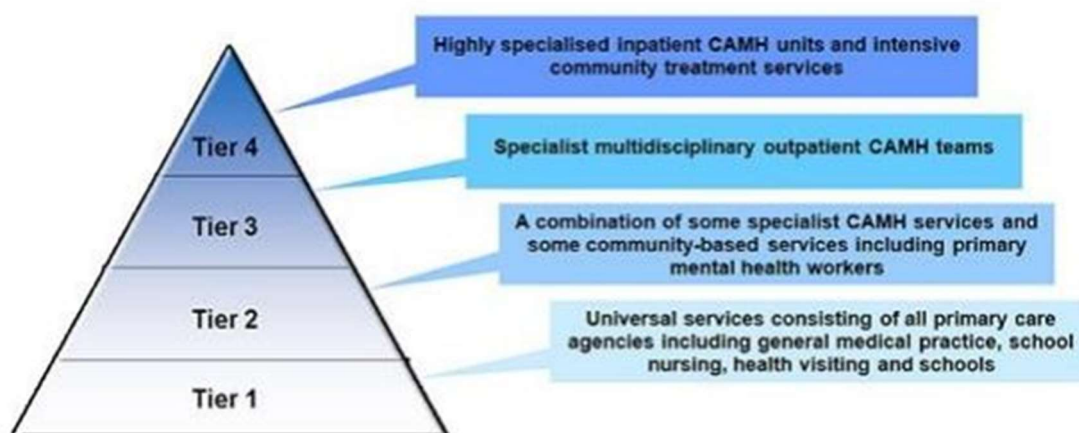 Highly specialised inpatient CAMH units and intensive
community treatment services
Tier 4
Specialist multidisciplinary outpatient CAMH teams
Tier 3
A combination of some specialist CAMH services and
some community-based services including primary
mental health workers
Tier 2
Universal services consisting of all primary care
agencies including general medical practice, school
nursing, health visiting and schools
Tier 1